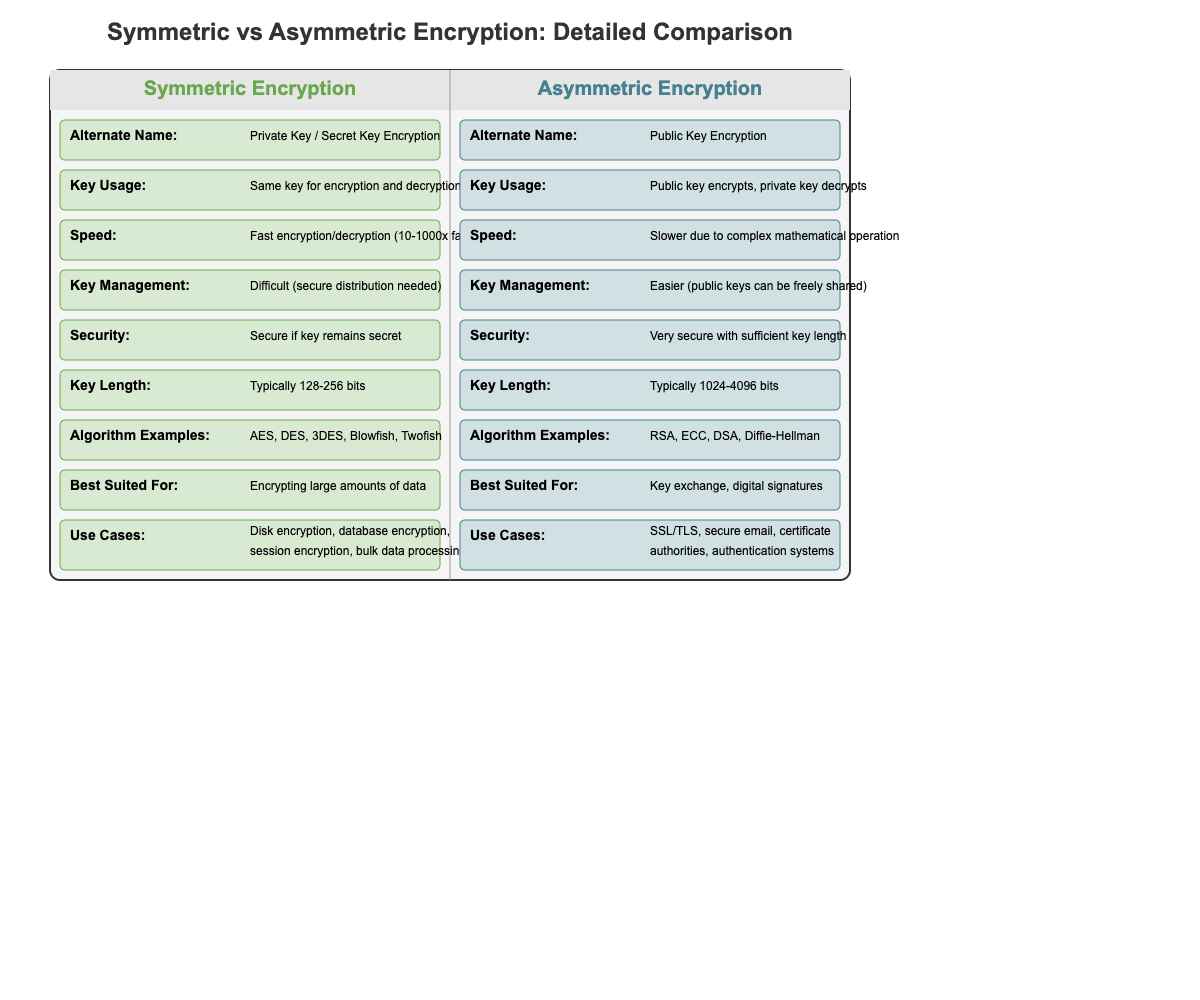 Symmetric vs Asymmetric Encryption: Detailed Comparison
Symmetric Encryption
Asymmetric Encryption
Alternate Name: Private Key / Secret Key Encryption
Alternate Name: Public Key Encryption
Key Usage: Same key for encryption and decryption
Key Usage: Public key encrypts, private key decrypts
Speed: Fast encryption/decryption (10-1000x
Speed: Slower due to complex mathematical operation
Key Management: Difficult (secure distribution needed)
Key Management: Easier (public keys can be freely shared)
Security: Secure if key remains secret
Security: Very secure with sufficient key length
Key Length: Typically 128-256 bits
Key Length: Typically 1024-4096 bits
Algorithm Examples: AES, DES, 3DES, Blowfish, Twofish
Algorithm Examples: RSA, ECC, DSA, Diffie-Hellman
Best Suited For: Encrypting large amounts of data
Best Suited For: Key exchange, digital signatures
Use Cases: Disk encryption, database encryption,
session encryption, bulk data
Use Cases: SSL/TLS, secure email, certificate
authorities, authentication systems